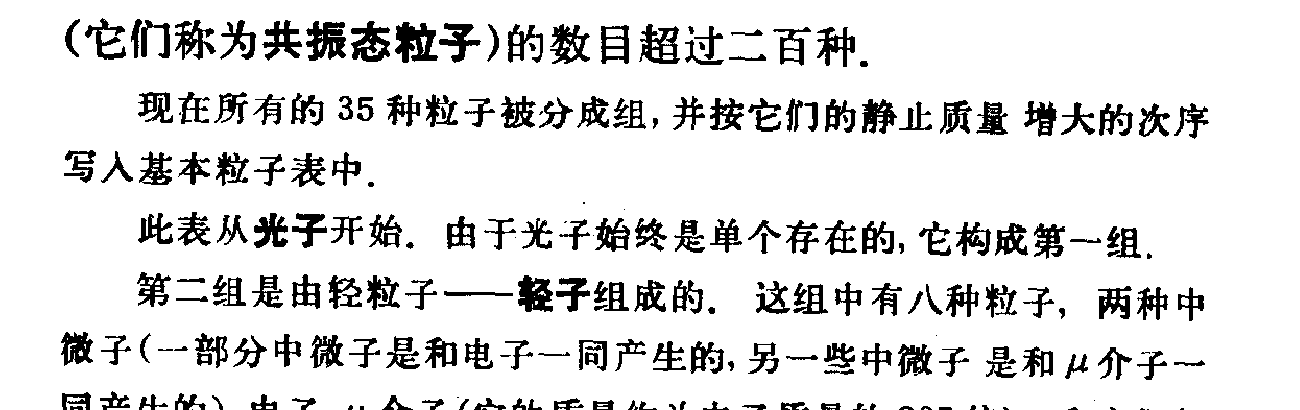 (它们称为共振态粒子)的数目超过二百种.
现在所有的 35 种粒子被分成组,并按它们的静止质量 增大的次序
写入基本粒子表中.
此表从光子开始. 由于光子始终是单个存在的,它构成第一组.
第二组是由轻粒子——轻子组成的. 这组中有八种粒子, 两种中
微子(一部分中微子是和电子一同产生的,另一些中微子 是和 μ 介子一
同产生的)